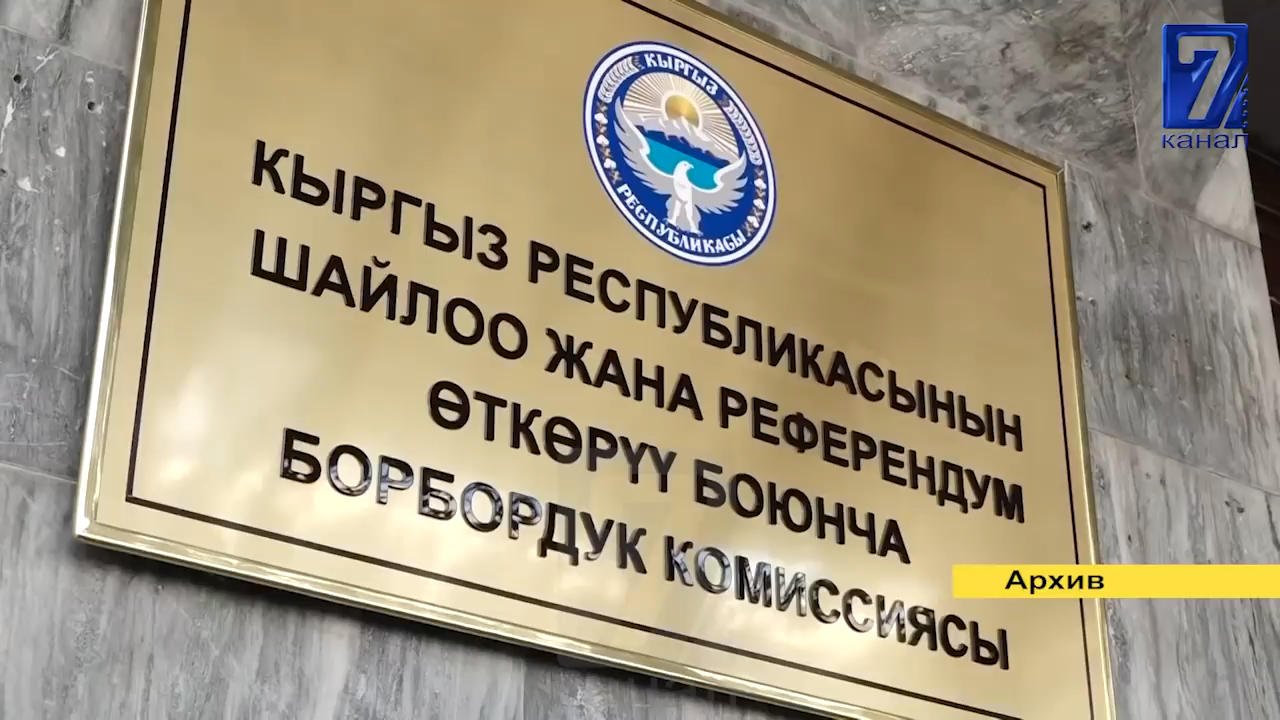 7
канал
КЫРГЫЗ
РЕСПУБЛИКАСЫ
КЫРГЫЗ РЕСПУБЛИКАСЫНЫН
ШАЙЛОО ЖАНА РЕФЕРЕНДУМ
ӨТКӨРҮҮ БОЮНЧА
БОРБОРДУК КОМИССИЯСЫ
Архив